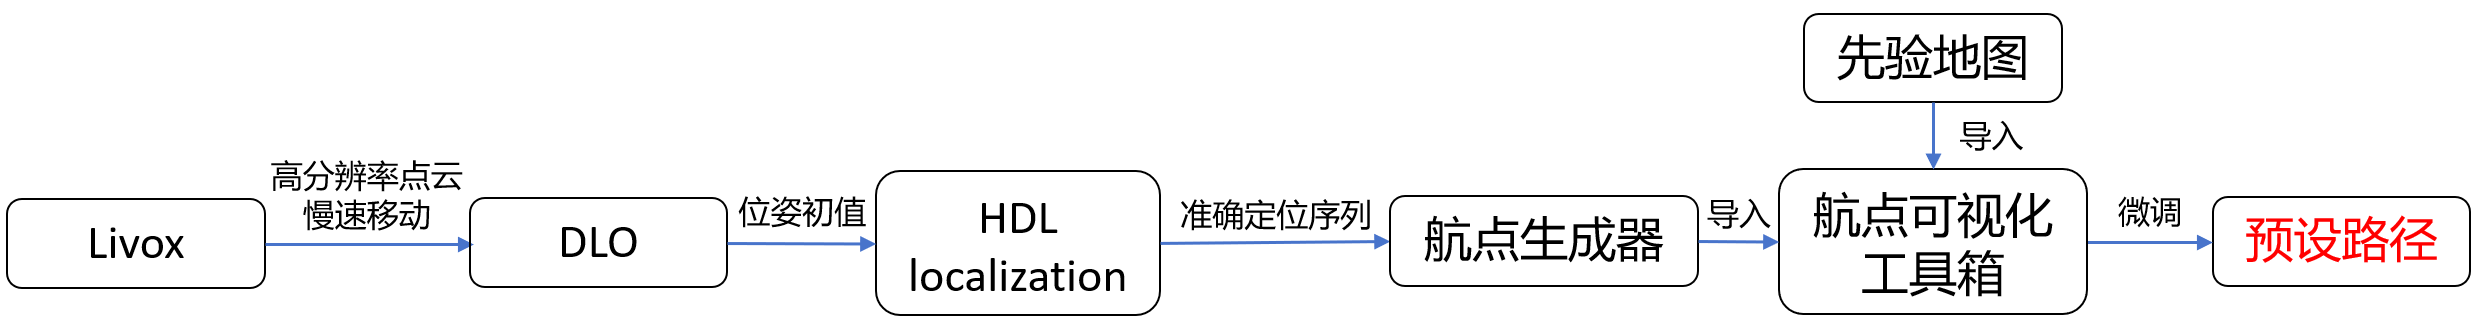 先验地图
导入
高分辨率点云
慢速移动
Livox
DLO
位姿初值
HDL
localization
准确定位序列
航点生成器
导入
航点可视化
工具箱
微调
预设路径